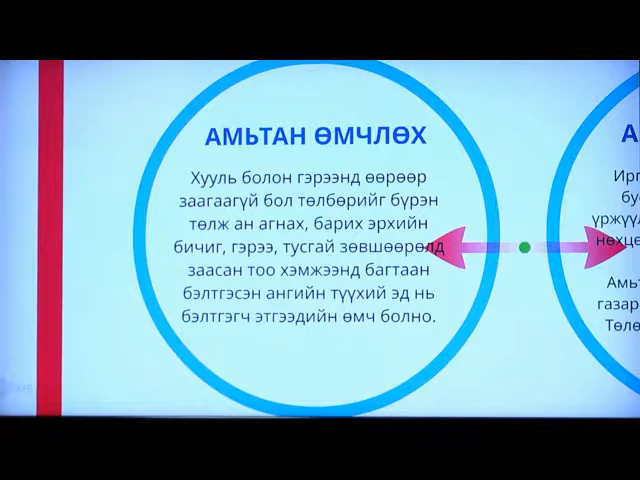 АМЬТАН ӨМЧЛӨХ
Хууль болон гэрээнд өөрөөр
заагаагүй бол төлбөрийг бүрэн
төлж ан агнах, барих эрхийн
бичиг, гэрээ, тусгай зөвшөөрөлд
заасан тоо хэмжээнд багтаан
бэлтгэсэн ангийн түүхий эд нь
бэлтгэгч этгээдийн өмч болно.